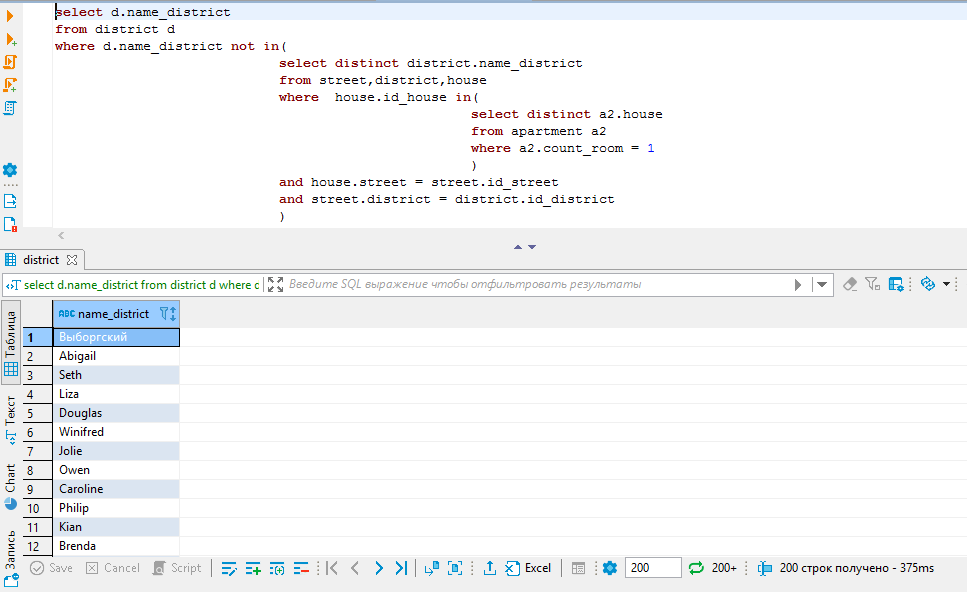 select d.name_district
from district d
where d.name_district not in(
select distinct district.name_district
from street,district,house
where  house.id_house in(
select distinct a2.house
from apartment a2
where a2.count_room = 1
)
and house.street = street.id_street
and street.district = district.id_district
)
district
select d.name_district from district d where d
Введите SQL выражение чтобы отфильтровать результаты
Таблица
Текст
Chart
Запись
ABC name_district
1 Выборгский
2 Abigail
3 Seth
4 Liza
5 Douglas
6 Winifred
7 Jolie
8 Owen
9 Caroline
10 Philip
11 Kian
12 Brenda
Save Cancel Script Excel 200 200+ 200 строк получено - 375ms